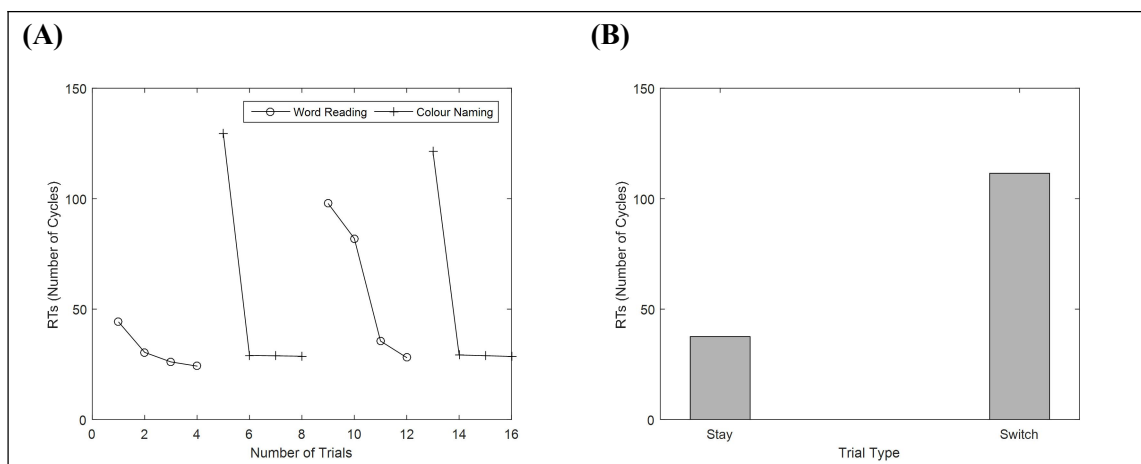 (A)
(B)
150
100
50
0
RTs (Number of Cycles)
Word Reading
Colour Naming
0 2 4 6 8 10 12 14 16
Number of Trials
150
100
50
0
RTs (Number of Cycles)
Stay Switch
Trial Type